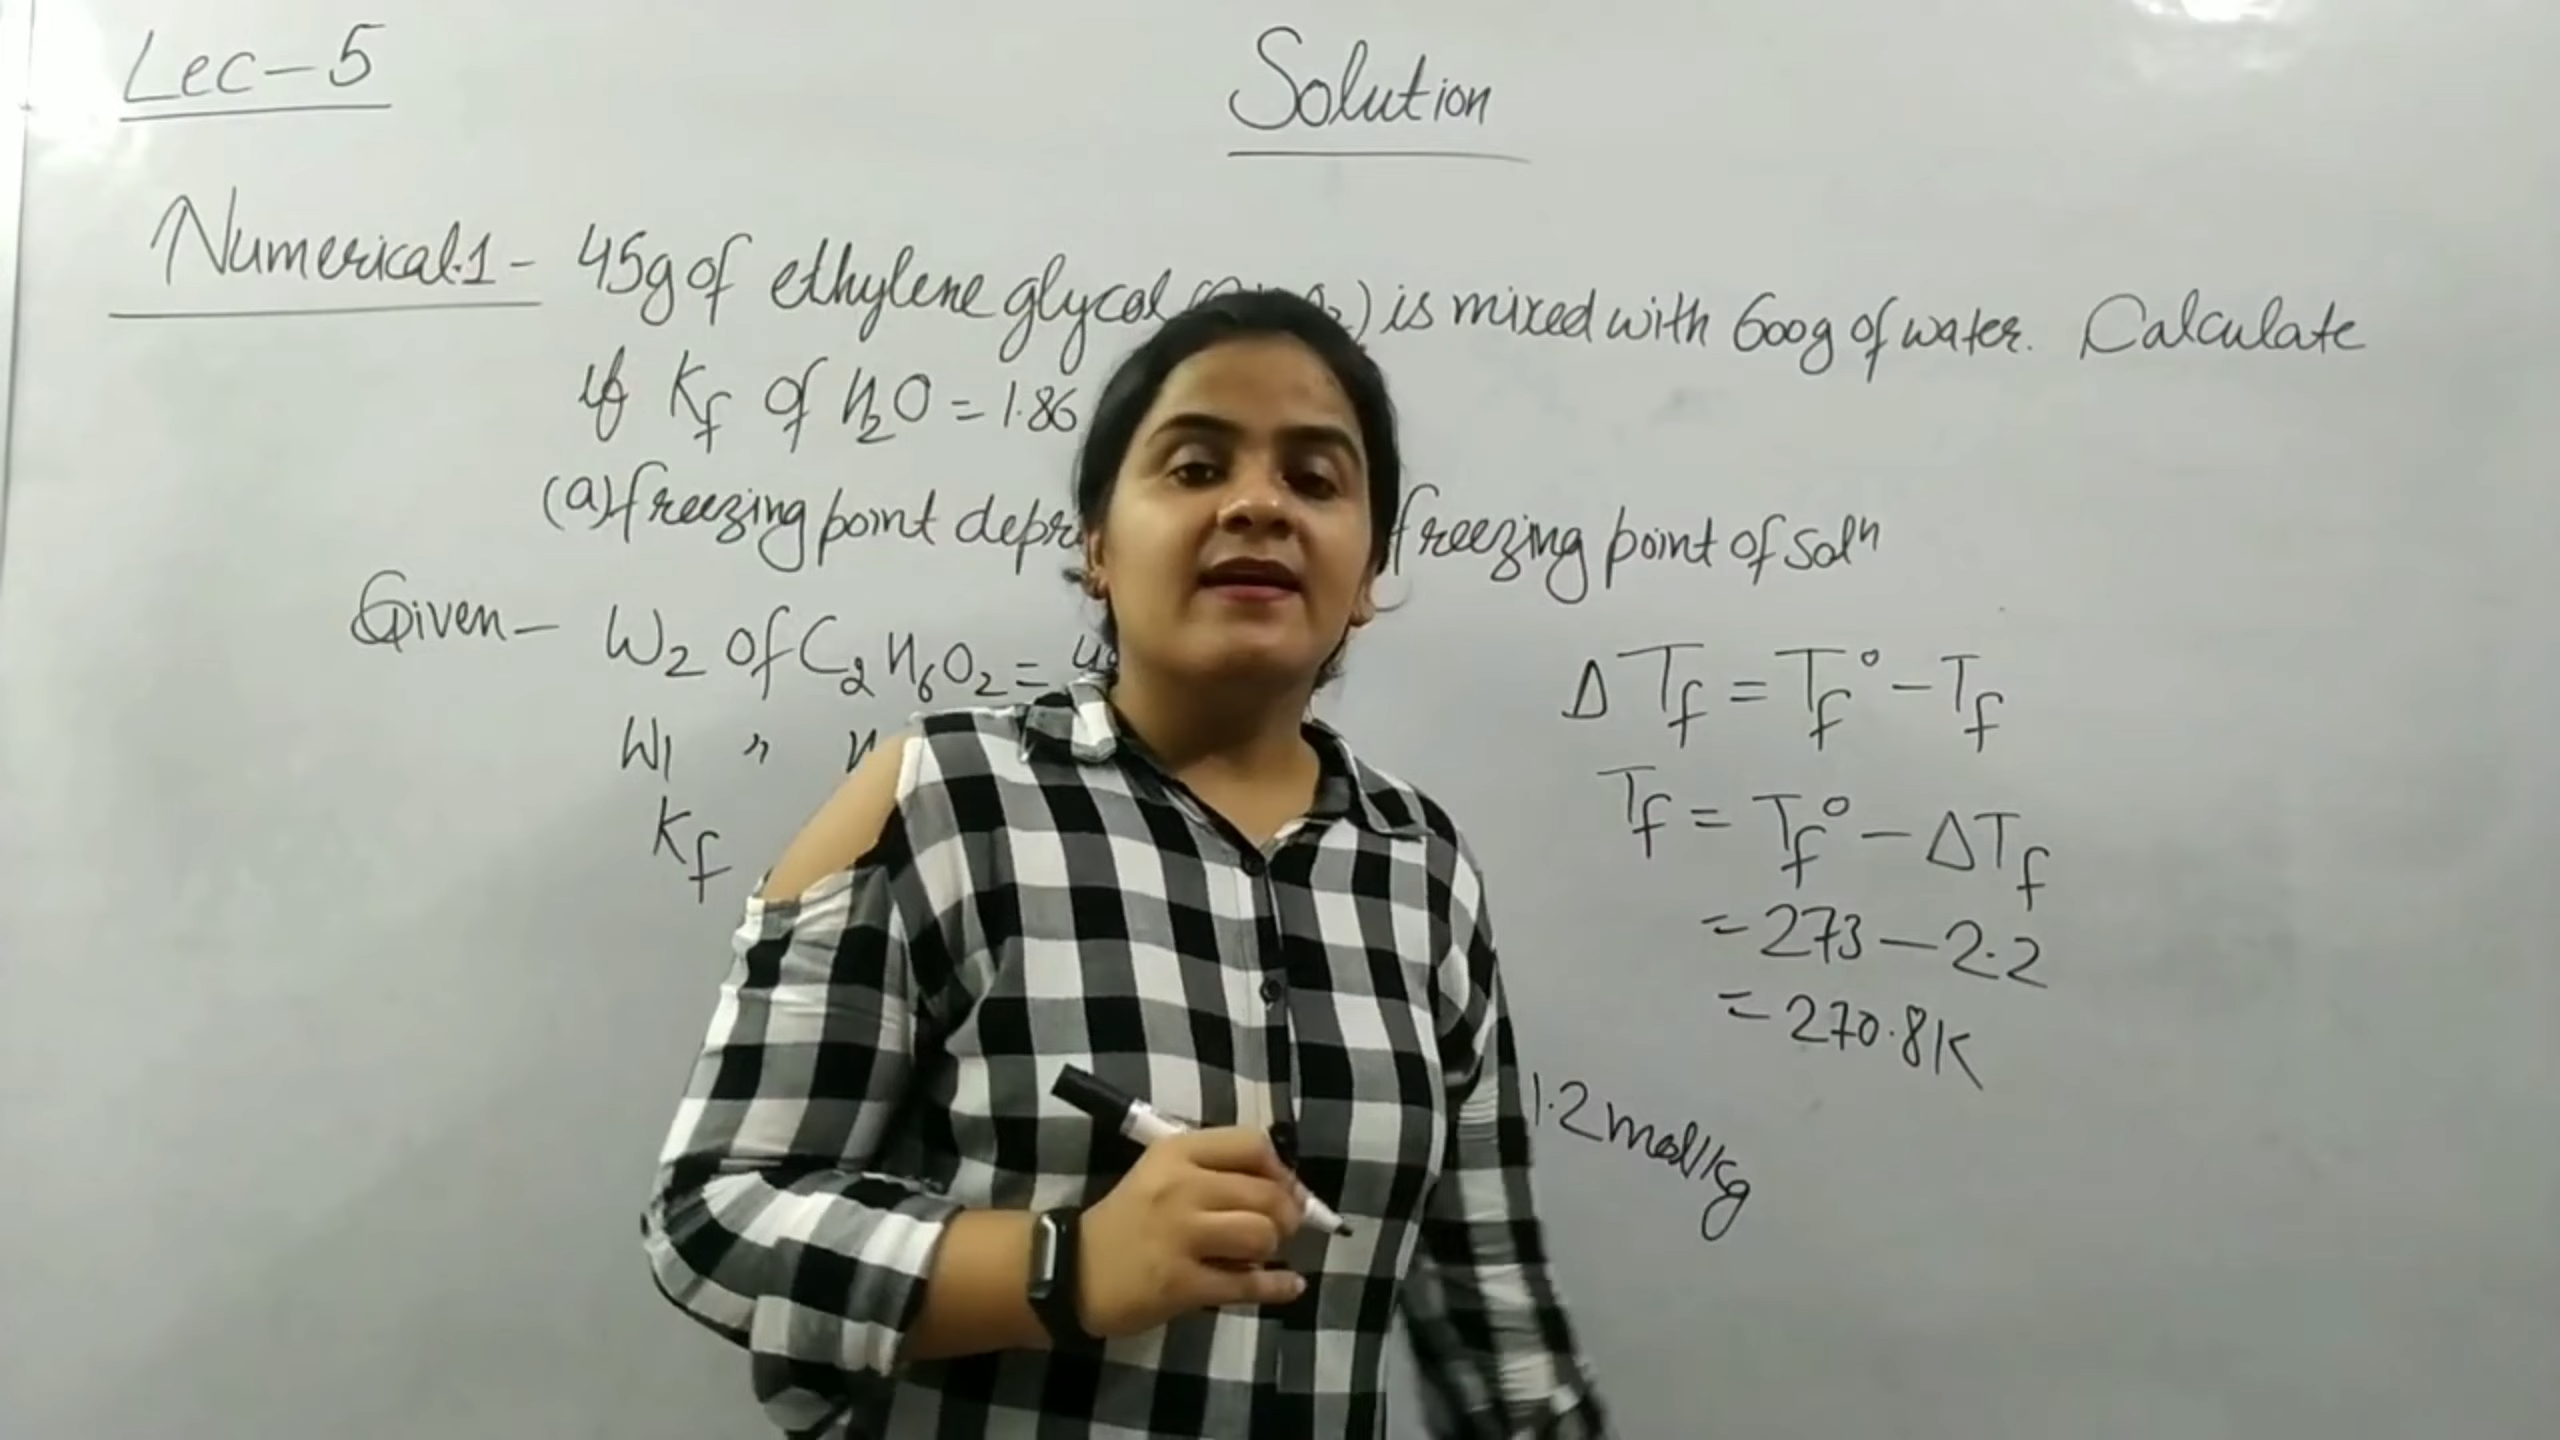 Lec-5
Solution
Numerical.1- 45g of ethylene glycol ) is mixed with 600g of water. Calculate
if Kf of H2O = 1.86
(a) freezing point freezing point of solⁿ
Given- W2 of C2H6O2 =
W1 "
Kf
ΔTf = Tf° - Tf
Tf = Tf° - ΔTf
= 273 - 2.2
= 270.8K
1.2 mol/kg